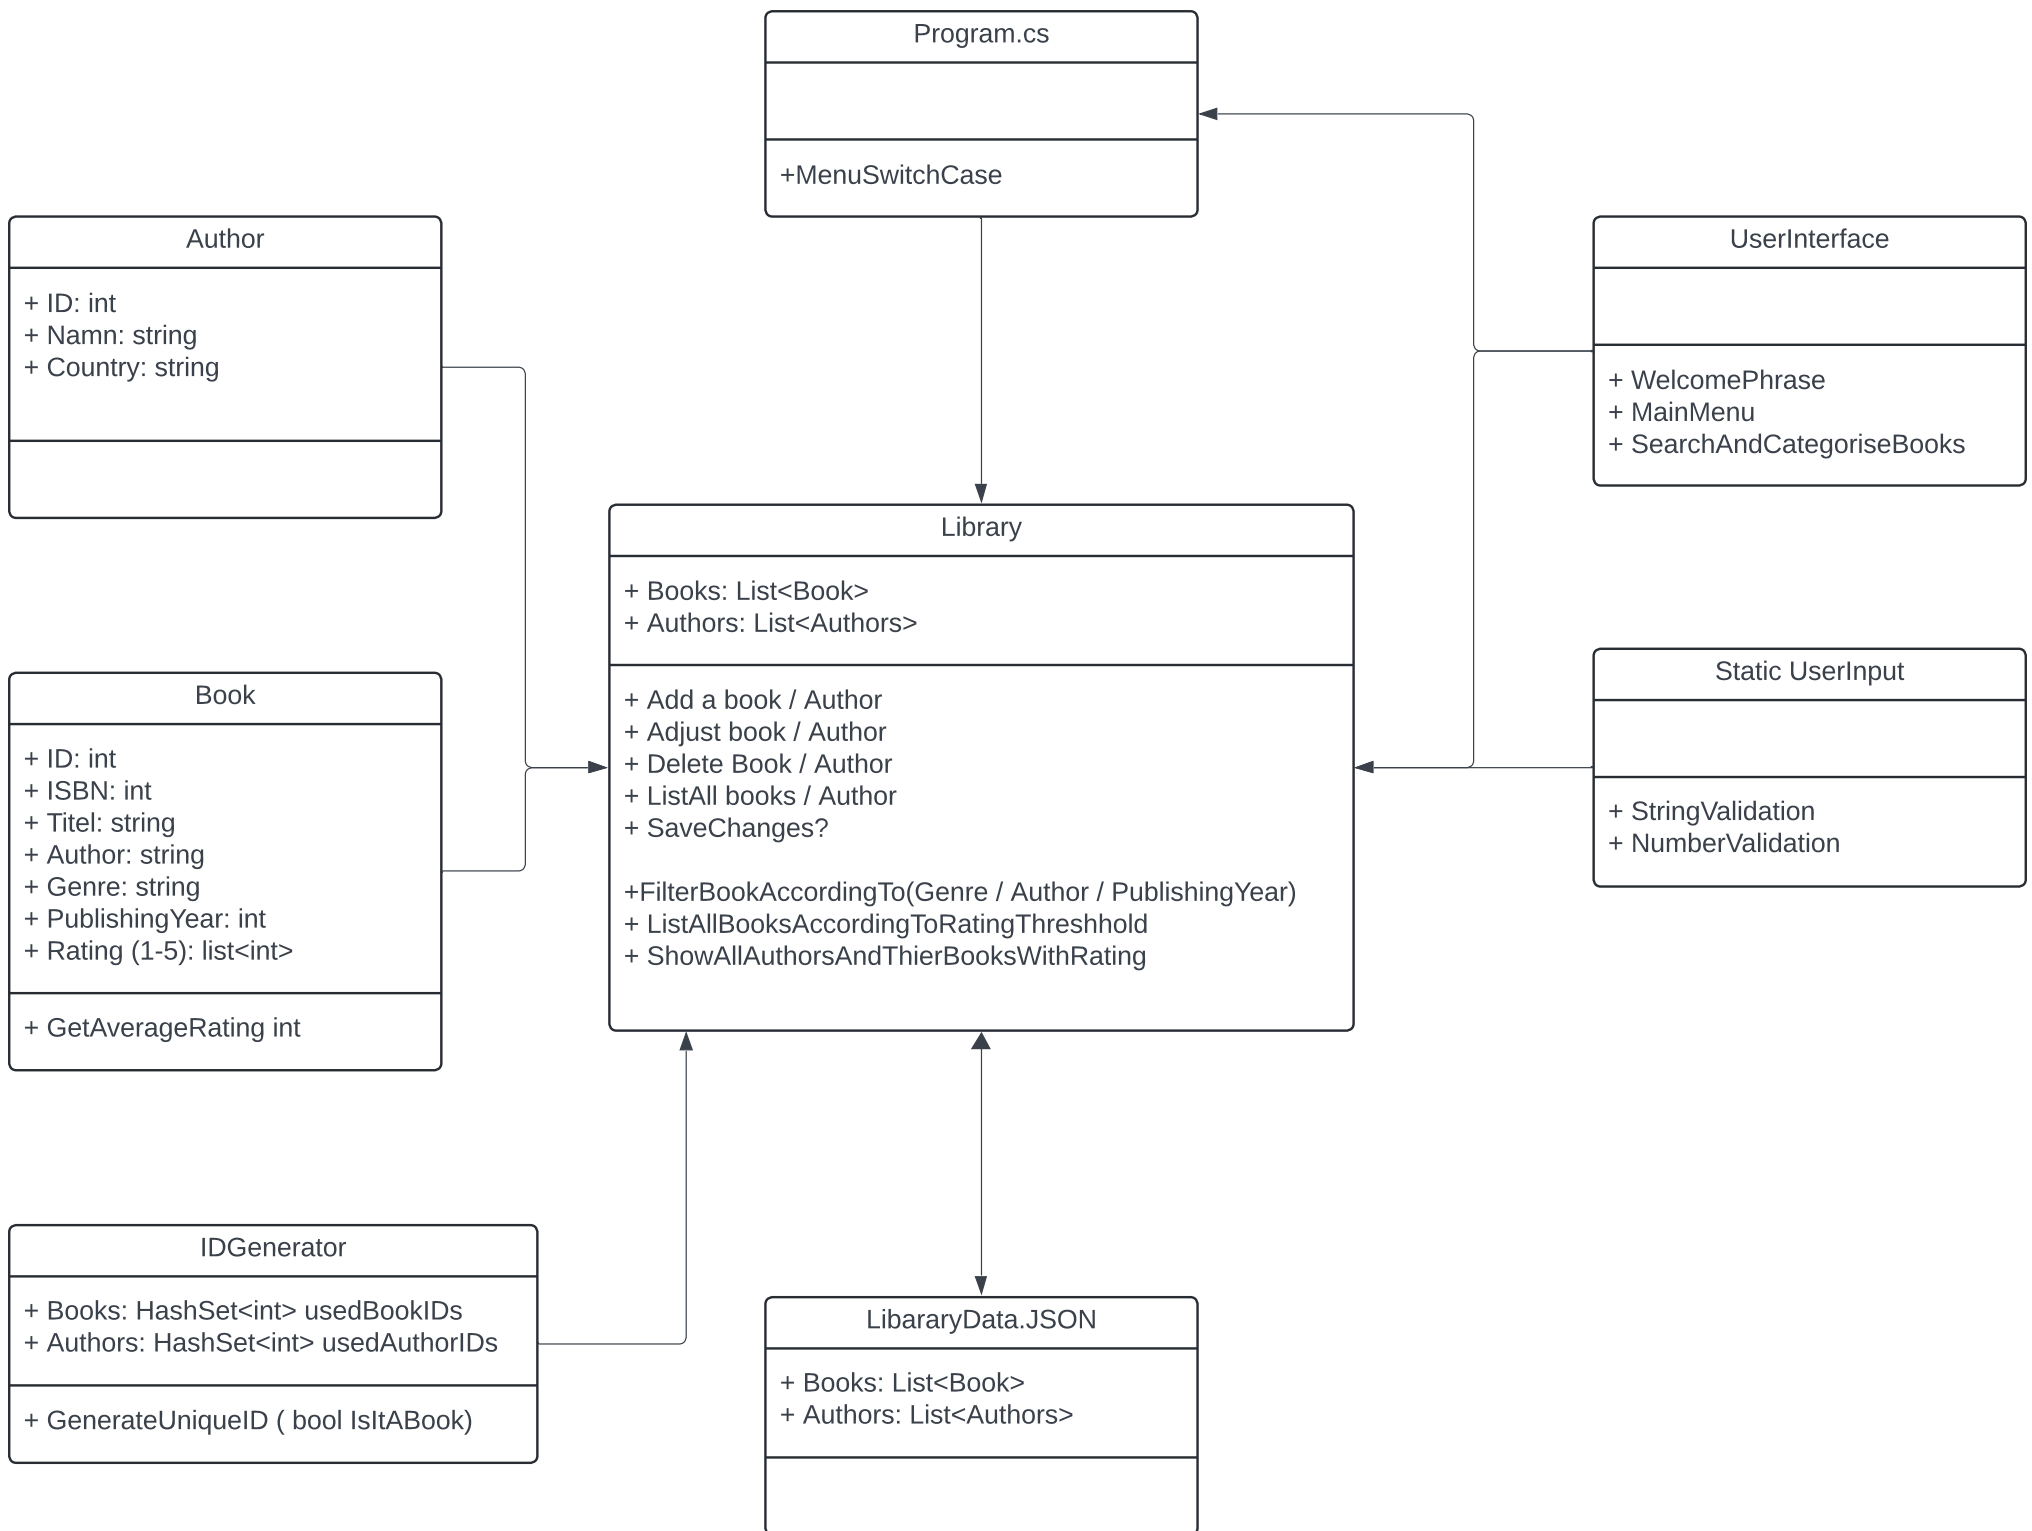 Program.cs
+MenuSwitchCase
Author
+ ID: int
+ Namn: string
+ Country: string
UserInterface
+ WelcomePhrase
+ MainMenu
+ SearchAndCategoriseBooks
Library
+ Books: List<Book>
+ Authors: List<Authors>
+ Add a book / Author
+ Adjust book / Author
+ Delete Book / Author
+ ListAll books / Author
+ SaveChanges?
+FilterBookAccordingTo(Genre / Author / PublishingYear)
+ ListAllBooksAccordingToRatingThreshhold
+ ShowAllAuthorsAndThierBooksWithRating
Book
+ ID: int
+ ISBN: int
+ Titel: string
+ Author: string
+ Genre: string
+ PublishingYear: int
+ Rating (1-5): list<int>
+ GetAverageRating int
Static UserInput
+ StringValidation
+ NumberValidation
IDGenerator
+ Books: HashSet<int> usedBookIDs
+ Authors: HashSet<int> usedAuthorIDs
+ GenerateUniqueID ( bool IsItABook)
LibararyData.JSON
+ Books: List<Book>
+ Authors: List<Authors>